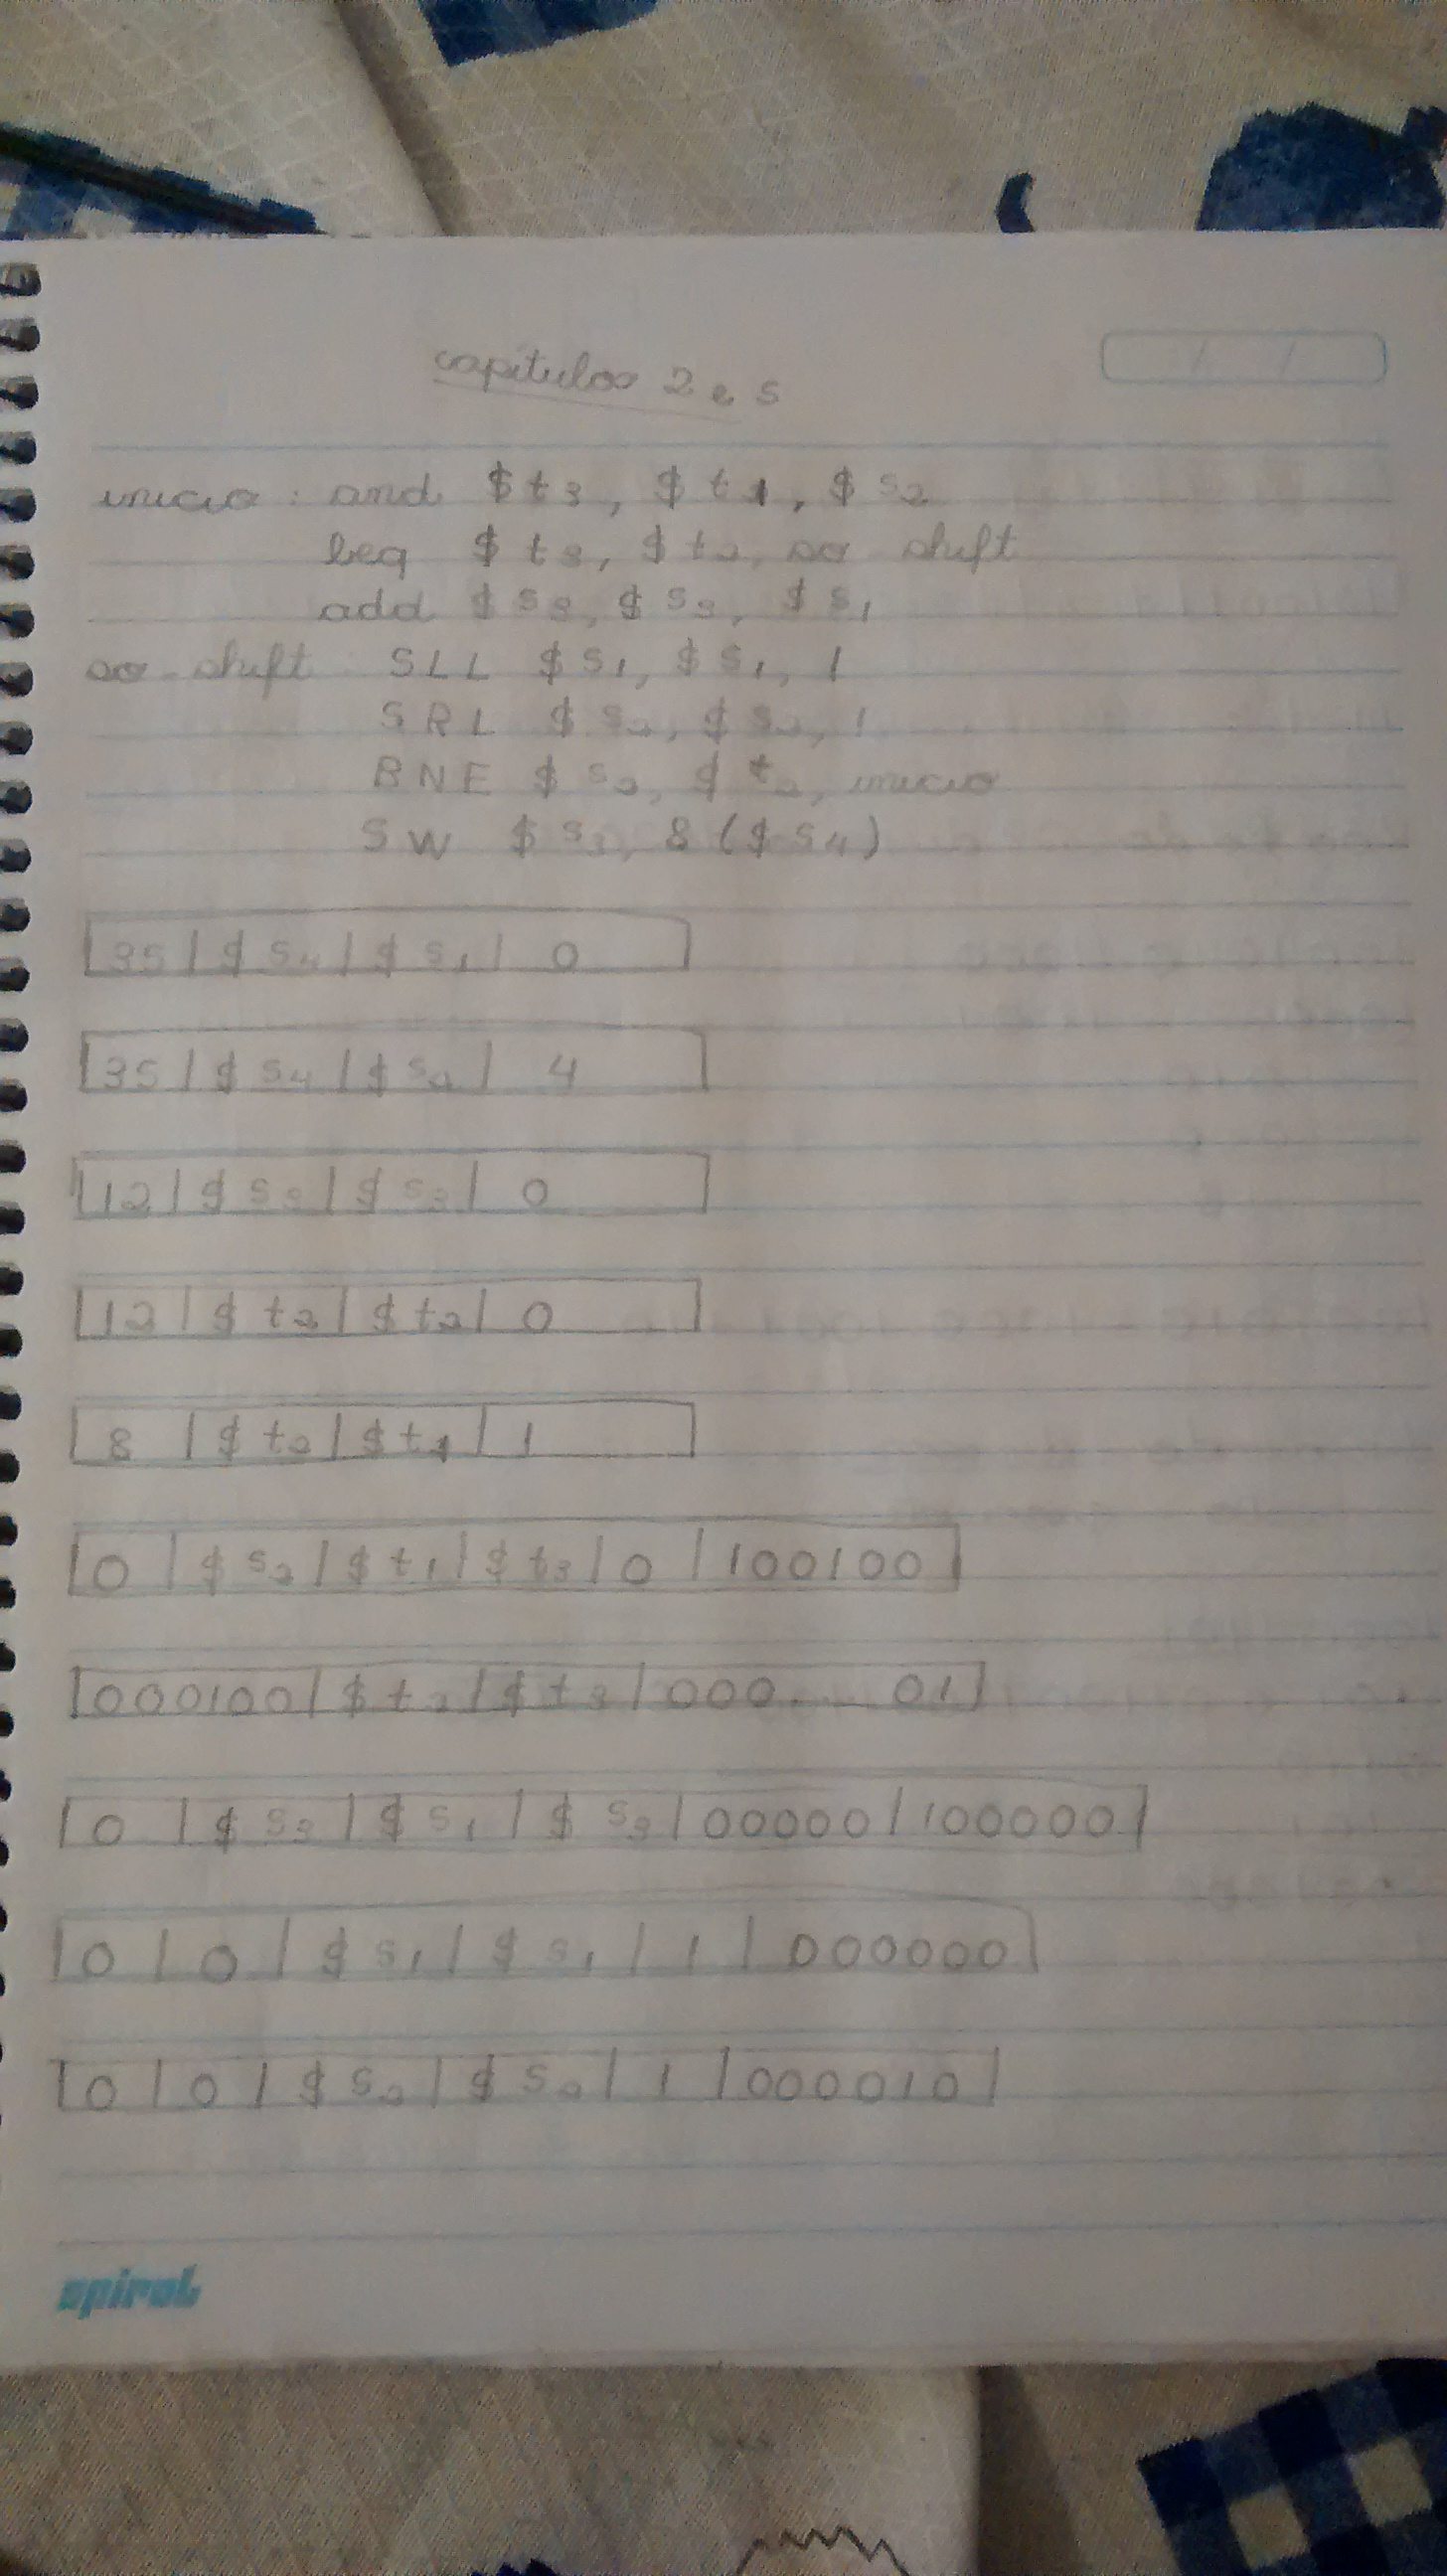 capítulos 2 e 5
inicio : and $t3, $t1, $s2
beq $t3, $t2, so shift
add $s3, $s3, $s1
so-shift : SLL $s1, $s1, 1
SRL $s2, $s2, 1
BNE $s2, $t2, inicio
SW $s3, 8($s4)
|35|$s4|$s1| 0 |
|35|$s4|$s2| 4 |
|12|$s3|$s3| 0 |
|12|$t2|$t2| 0 |
| 8 |$t2|$t1| 1 |
|0|$s2|$t1|$t3|0|100100|
|000100|$t2|$t3|000...01|
|0|$s3|$s1|$s3|00000|100000|
|0|0|$s1|$s1|1|000000|
|0|0|$s2|$s2|1|000010|
spiral